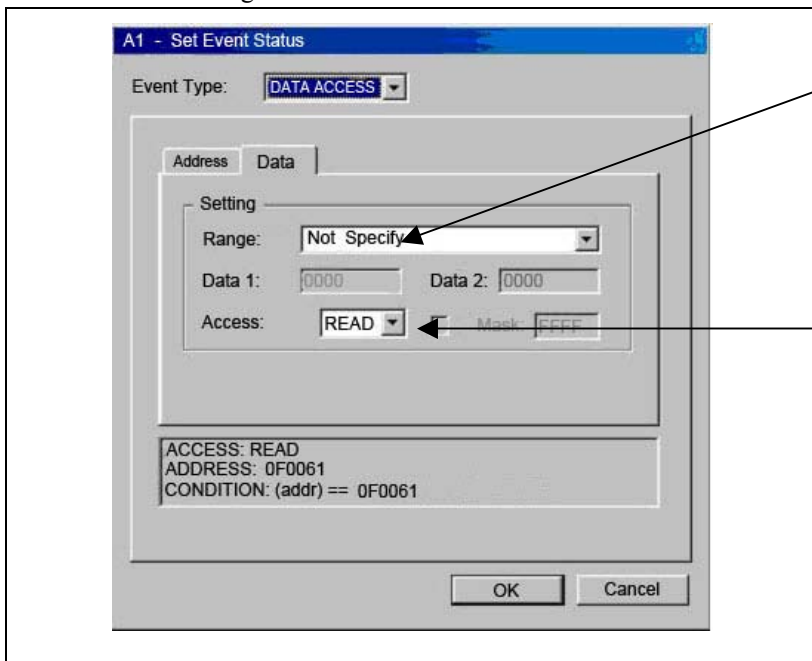 A1 - Set Event Status
Event Type: DATA ACCESS
Address Data
Setting
Range: Not Specify
Data 1: 0000 Data 2: 0000
Access: READ Mask: FFFF
ACCESS: READ
ADDRESS: 0F0061
CONDITION: (addr) == 0F0061
OK Cancel